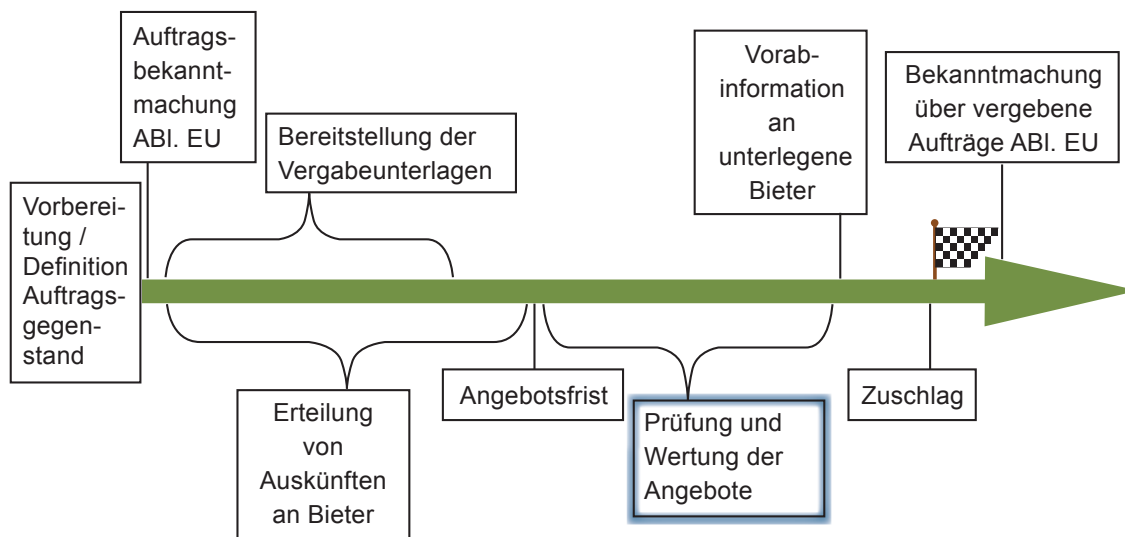 Auftrags-
bekannt-
machung
ABl. EU
Bereitstellung der
Vergabeunterlagen
Vorab-
information
an
unterlegene
Bieter
Bekanntmachung
über vergebene
Aufträge ABl. EU
Vorberei-
tung /
Definition
Auftrags-
gegen-
stand
Erteilung
von
Auskünften
an Bieter
Angebotsfrist
Prüfung und
Wertung der
Angebote
Zuschlag